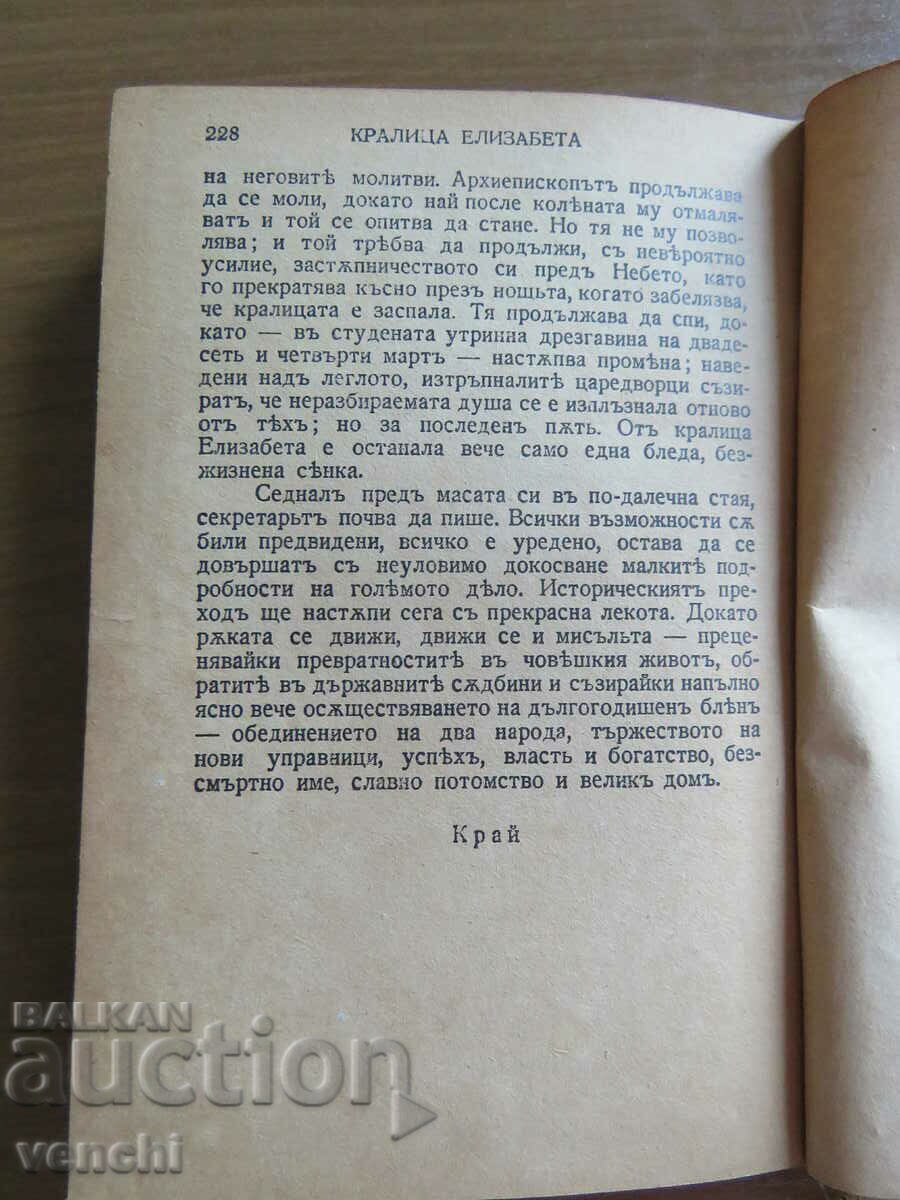 228 КРАЛИЦА ЕЛИЗАБЕТА
на неговитѣ молитви. Архиепископътъ продължава
да се моли, докато най после колѣната му отмаля-
ватъ и той се опитва да стане. Но тя не му позво-
лява; и той трѣбва да продължи, съ невѣроятно
усилие, застѫпничеството си предъ Небето, като
го прекратява късно презъ нощьта, когато забелязва,
че кралицата е заспала. Тя продължава да спи, до-
като — въ студената утринна дрезгавина на двaде-
сеть и четвърти мартъ — настѫпва промѣна; наве-
дени надъ леглото, изтръпналитѣ царедворци съзи-
ратъ, че неразбираемата душа се е изплъзнала отново
отъ тѣхъ; но за последенъ пѫть. Отъ кралица
Елизабета е останала вече само една бледа, без-
жизнена сѣнка.
Седналъ предъ масата си въ по-далечна стая,
секретарьтъ почва да пише. Всички възможности сѫ
били предвидени, всичко е уредено, остава да се
довършатъ съ неуловимо докосване малкитѣ под-
робности на голѣмото дѣло. Историческиятъ пре-
ходъ ще настѫпи сега съ прекрасна лекота. Докато
рѫката се движи, движи се и мисъльта — преце-
нявайки превратноститѣ въ човѣшкия животъ, об-
ратитѣ въ държавнитѣ сѫдбини и съзирайки напълно
ясно вече осѫществяването на дългогодишенъ блѣнъ
— обединението на два народа, тържеството на
нови управници, успѣхъ, власть и богатство, без-
смъртно име, славно потомство и великъ домъ.
Край
BALKAN
auction
venchi